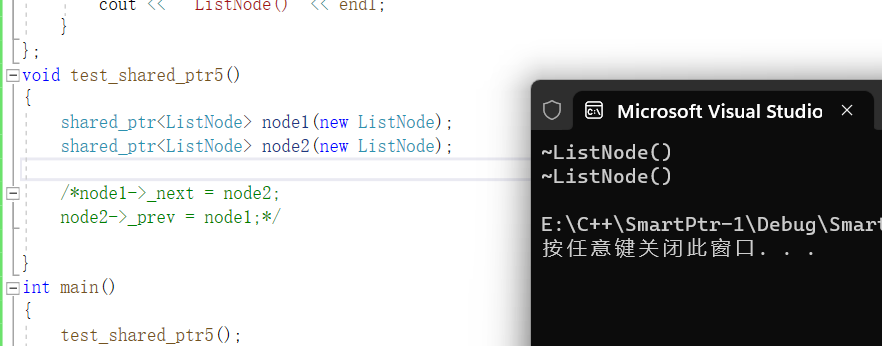 cout << "~ListNode()" << endl;
}
};
void test_shared_ptr5()
{
shared_ptr<ListNode> node1(new ListNode);
shared_ptr<ListNode> node2(new ListNode);
/*node1->_next = node2;
node2->_prev = node1;*/
}
int main()
{
test_shared_ptr5();
Microsoft Visual Studio
~ListNode()
~ListNode()
E:\C++\SmartPtr-1\Debug\Smart
按任意键关闭此窗口. . .